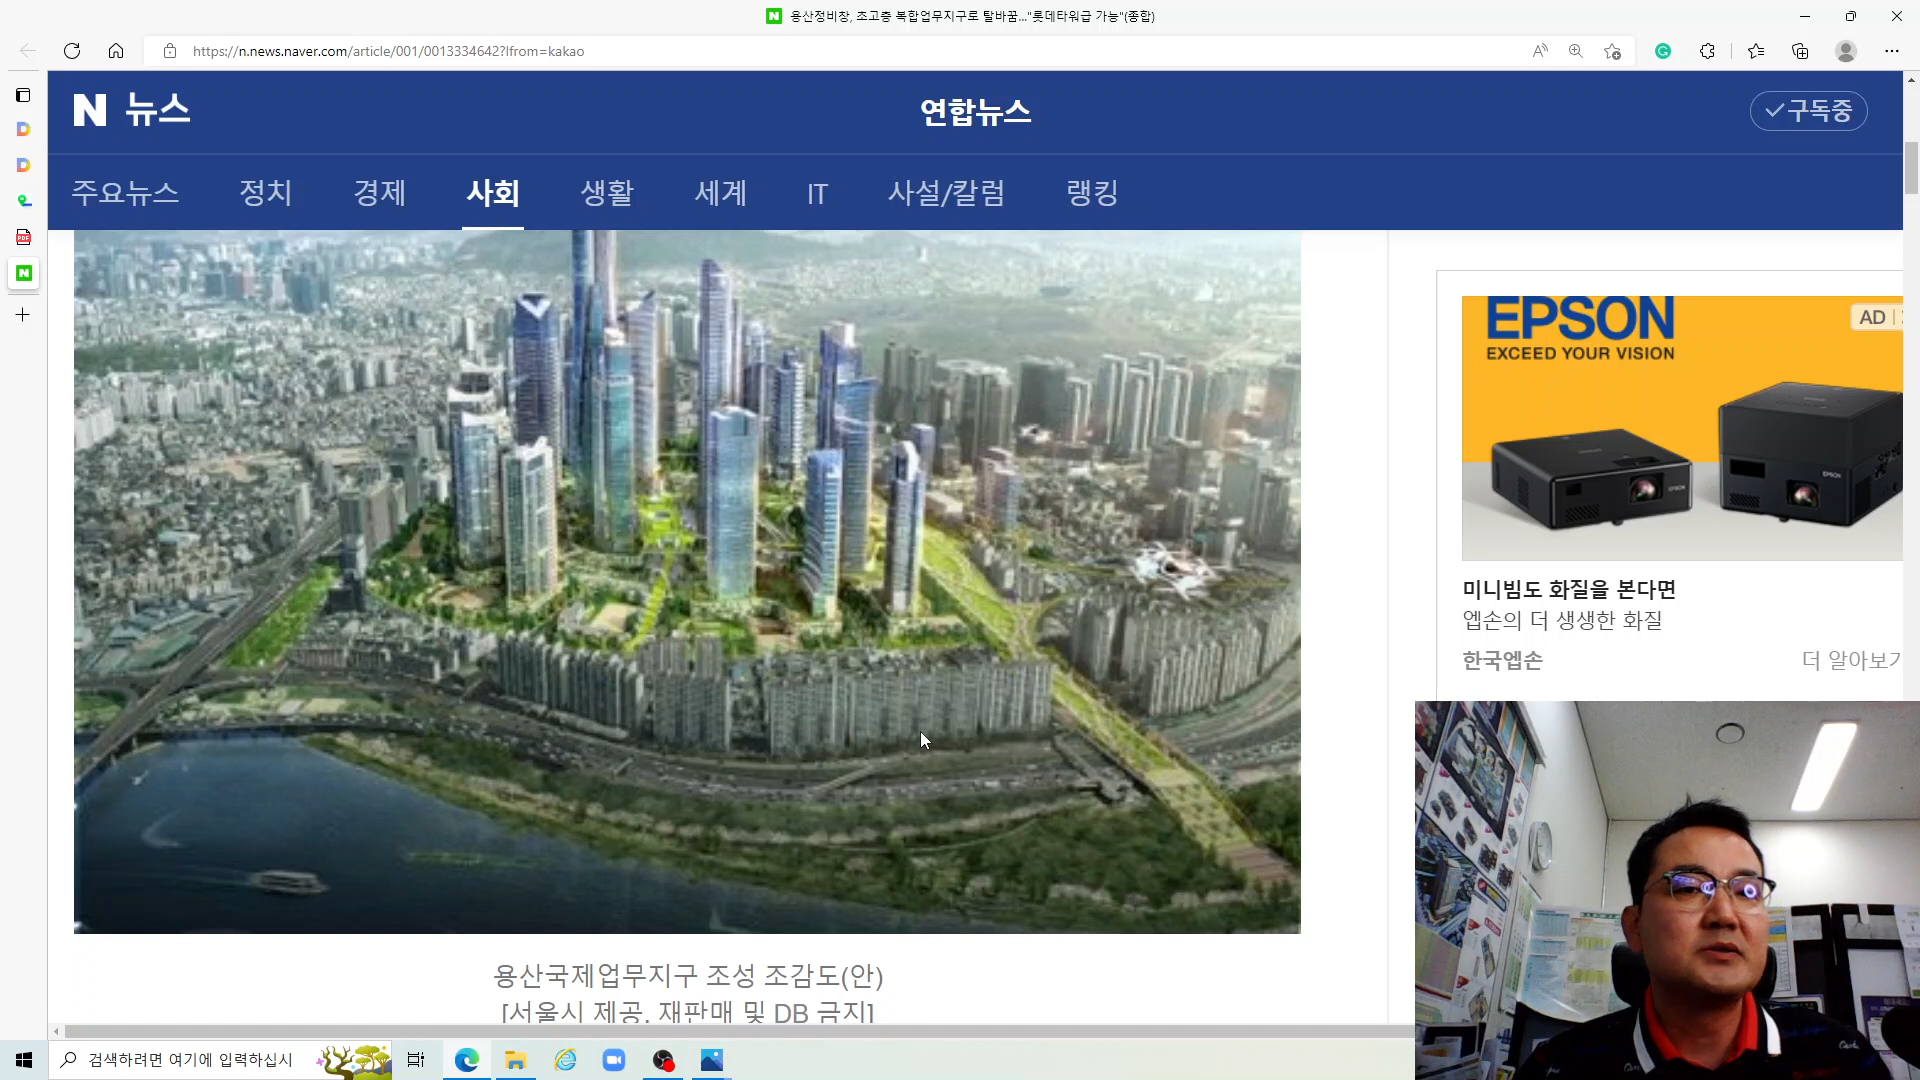 용산정비창, 초고층 복합업무지구로 탈바꿈..."롯데타워급 가능"(종합)
https://n.news.naver.com/article/001/0013334642?lfrom=kakao
N 뉴스
연합뉴스
구독중
주요뉴스 정치 경제 사회 생활 세계 IT 사설/칼럼 랭킹
EPSON
EXCEED YOUR VISION
AD
EPSON
EPSON
미니빔도 화질을 본다면
엡손의 더 생생한 화질
한국엡손 더 알아보기
용산국제업무지구 조성 조감도(안)
[서울시 제공. 재판매 및 DB 금지]
검색하려면 여기에 입력하십시